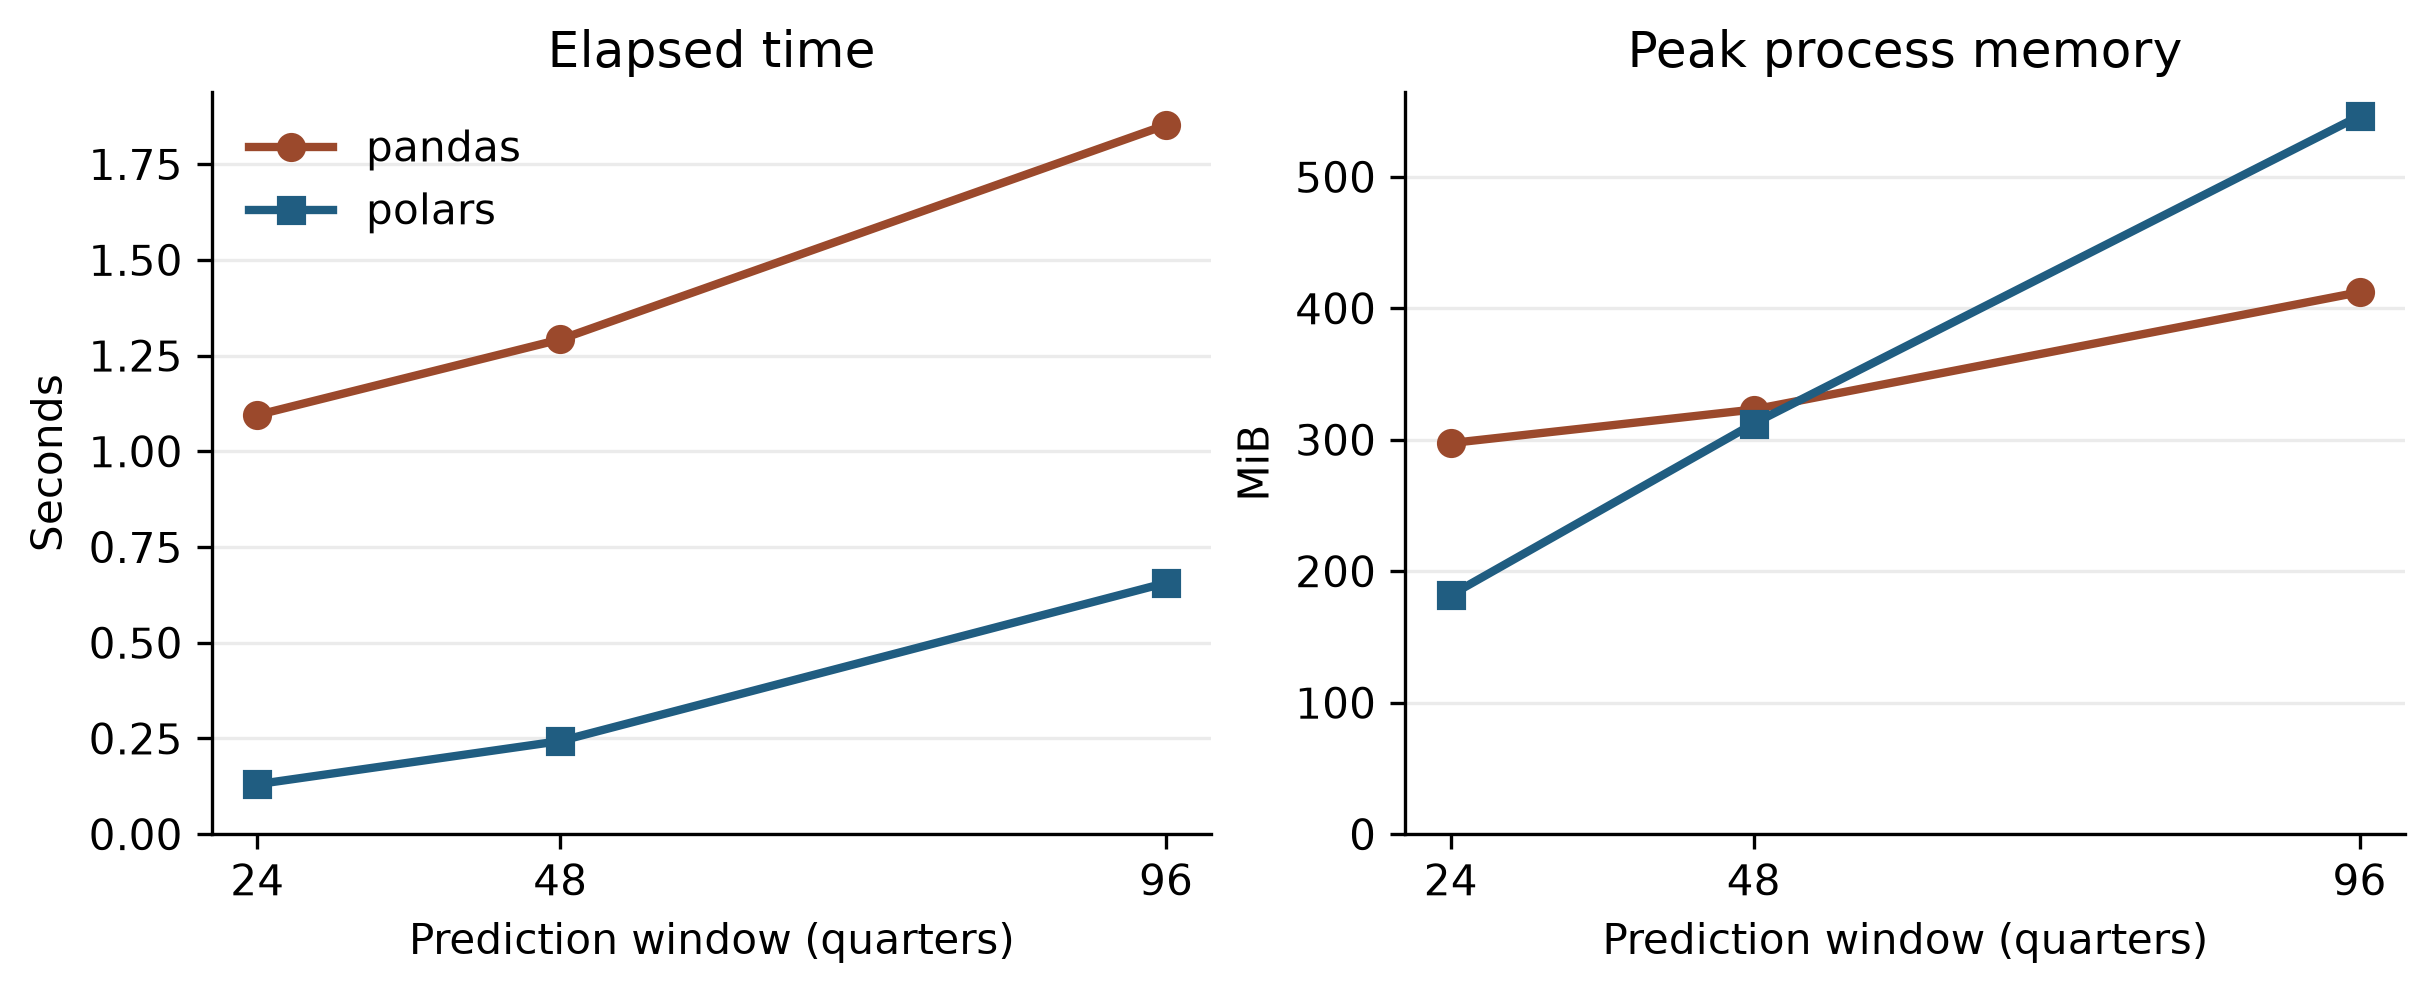 Elapsed time
pandas
polars
1.75
1.50
1.25
1.00
0.75
0.50
0.25
0.00
Seconds
24 48 96
Prediction window (quarters)
Peak process memory
500
400
300
200
100
0
MiB
24 48 96
Prediction window (quarters)